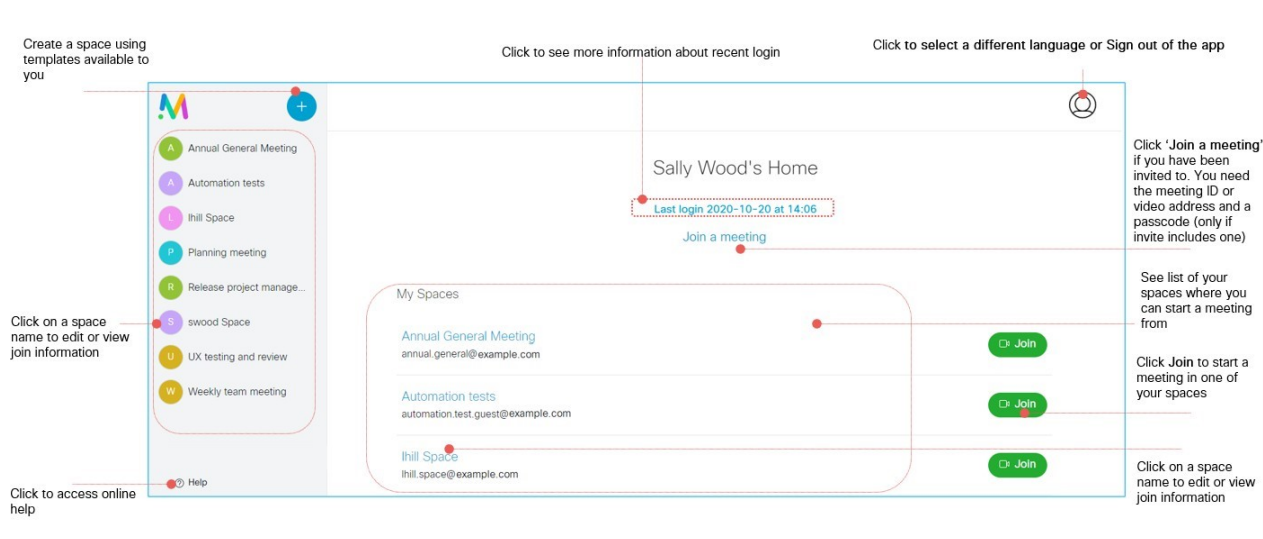 Create a space using
templates available to
you
Click to see more information about recent login
Click to select a different language or Sign out of the app
M
+
A Annual General Meeting
A Automation tests
L lhill Space
P Planning meeting
R Release project manage...
S swood Space
U UX testing and review
W Weekly team meeting
Help
Click on a space
name to edit or view
join information
Click to access online
help
Sally Wood's Home
Last login 2020-10-20 at 14:06
Join a meeting
My Spaces
Annual General Meeting
annual.general@example.com
Join
Automation tests
automation.test.guest@example.com
Join
lhill Space
lhill.space@example.com
Join
Click 'Join a meeting'
if you have been
invited to. You need
the meeting ID or
video address and a
passcode (only if
invite includes one)
See list of your
spaces where you
can start a meeting
from
Click Join to start a
meeting in one of
your spaces
Click on a space
name to edit or view
join information